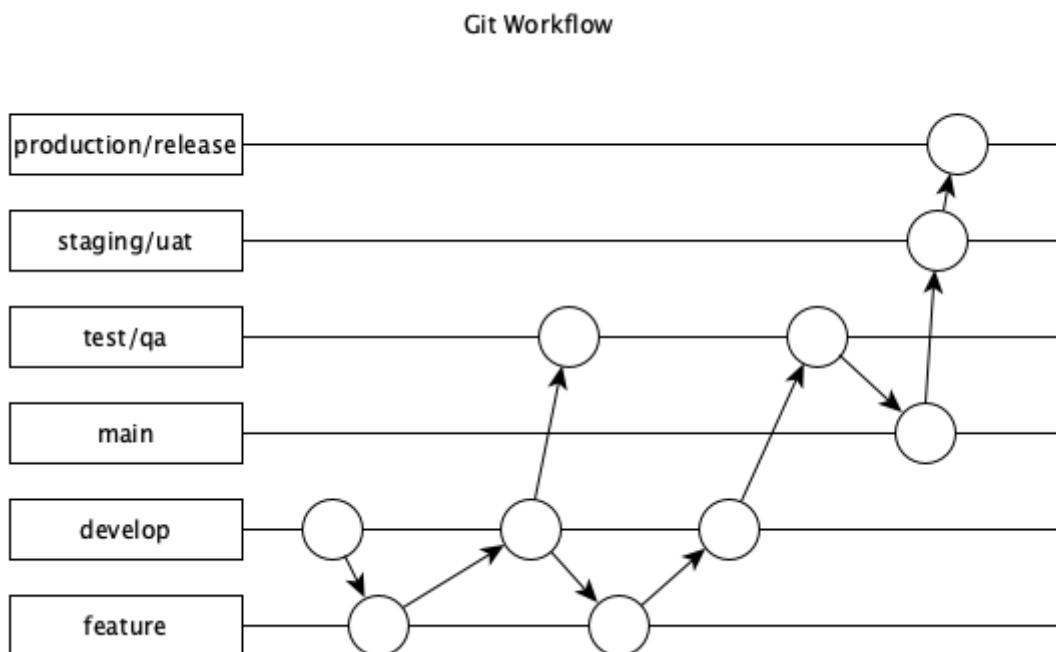 Git Workflow
production/release
staging/uat
test/qa
main
develop
feature